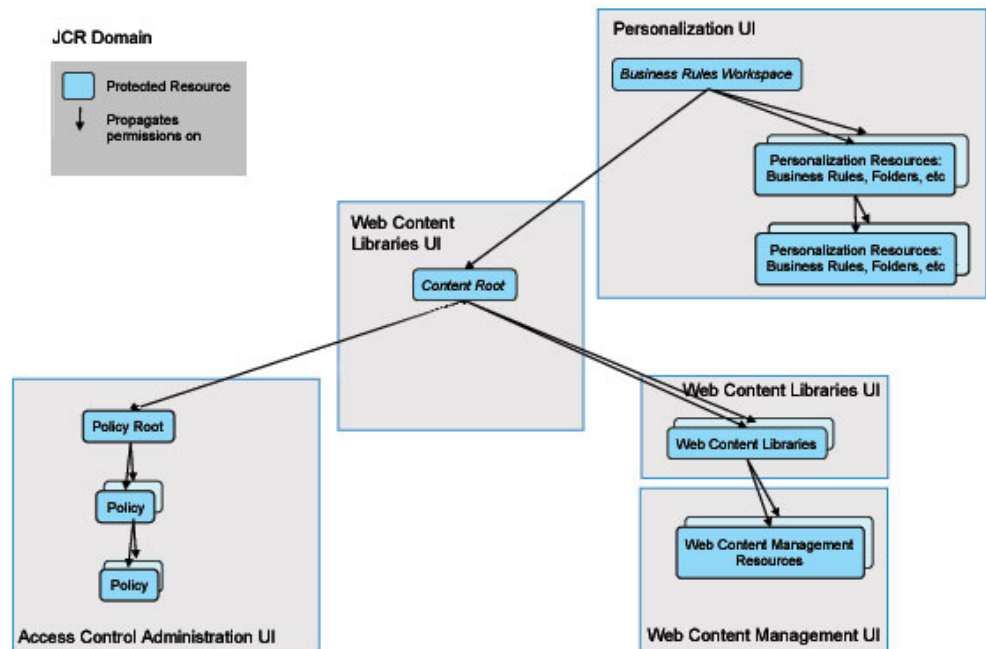 JCR Domain
Protected Resource
Propagates
permissions on
Personalization UI
Business Rules Workspace
Personalization Resources:
Business Rules, Folders, etc
Personalization Resources:
Business Rules, Folders, etc
Web Content
Libraries UI
Content Root
Policy Root
Policy
Policy
Access Control Administration UI
Web Content Libraries UI
Web Content Libraries
Web Content Management
Resources
Web Content Management UI